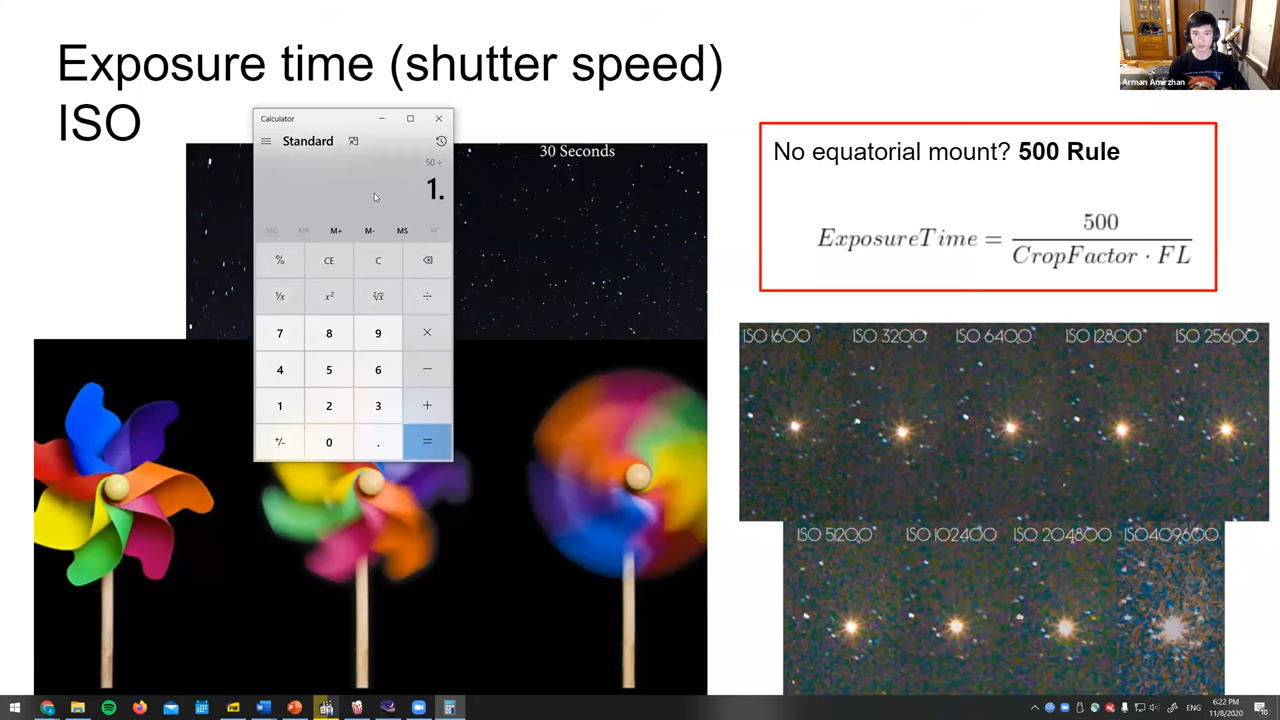 Exposure time (shutter speed)
ISO
Arman Amirzhan
Calculator
Standard
50 ÷
1.
MC MR M+ M- MS M˅
% CE C
¹/x x² ²√x ÷
7 8 9 ×
4 5 6 −
1 2 3 +
+/- 0 . =
30 Seconds
No equatorial mount? 500 Rule
ExposureTime = 500
CropFactor · FL
ISO 1600 ISO 3200 ISO 6400 ISO 12800 ISO 25600
ISO 51200 ISO 102400 ISO 204800 ISO409600
ENG
6:22 PM
11/8/2020
10